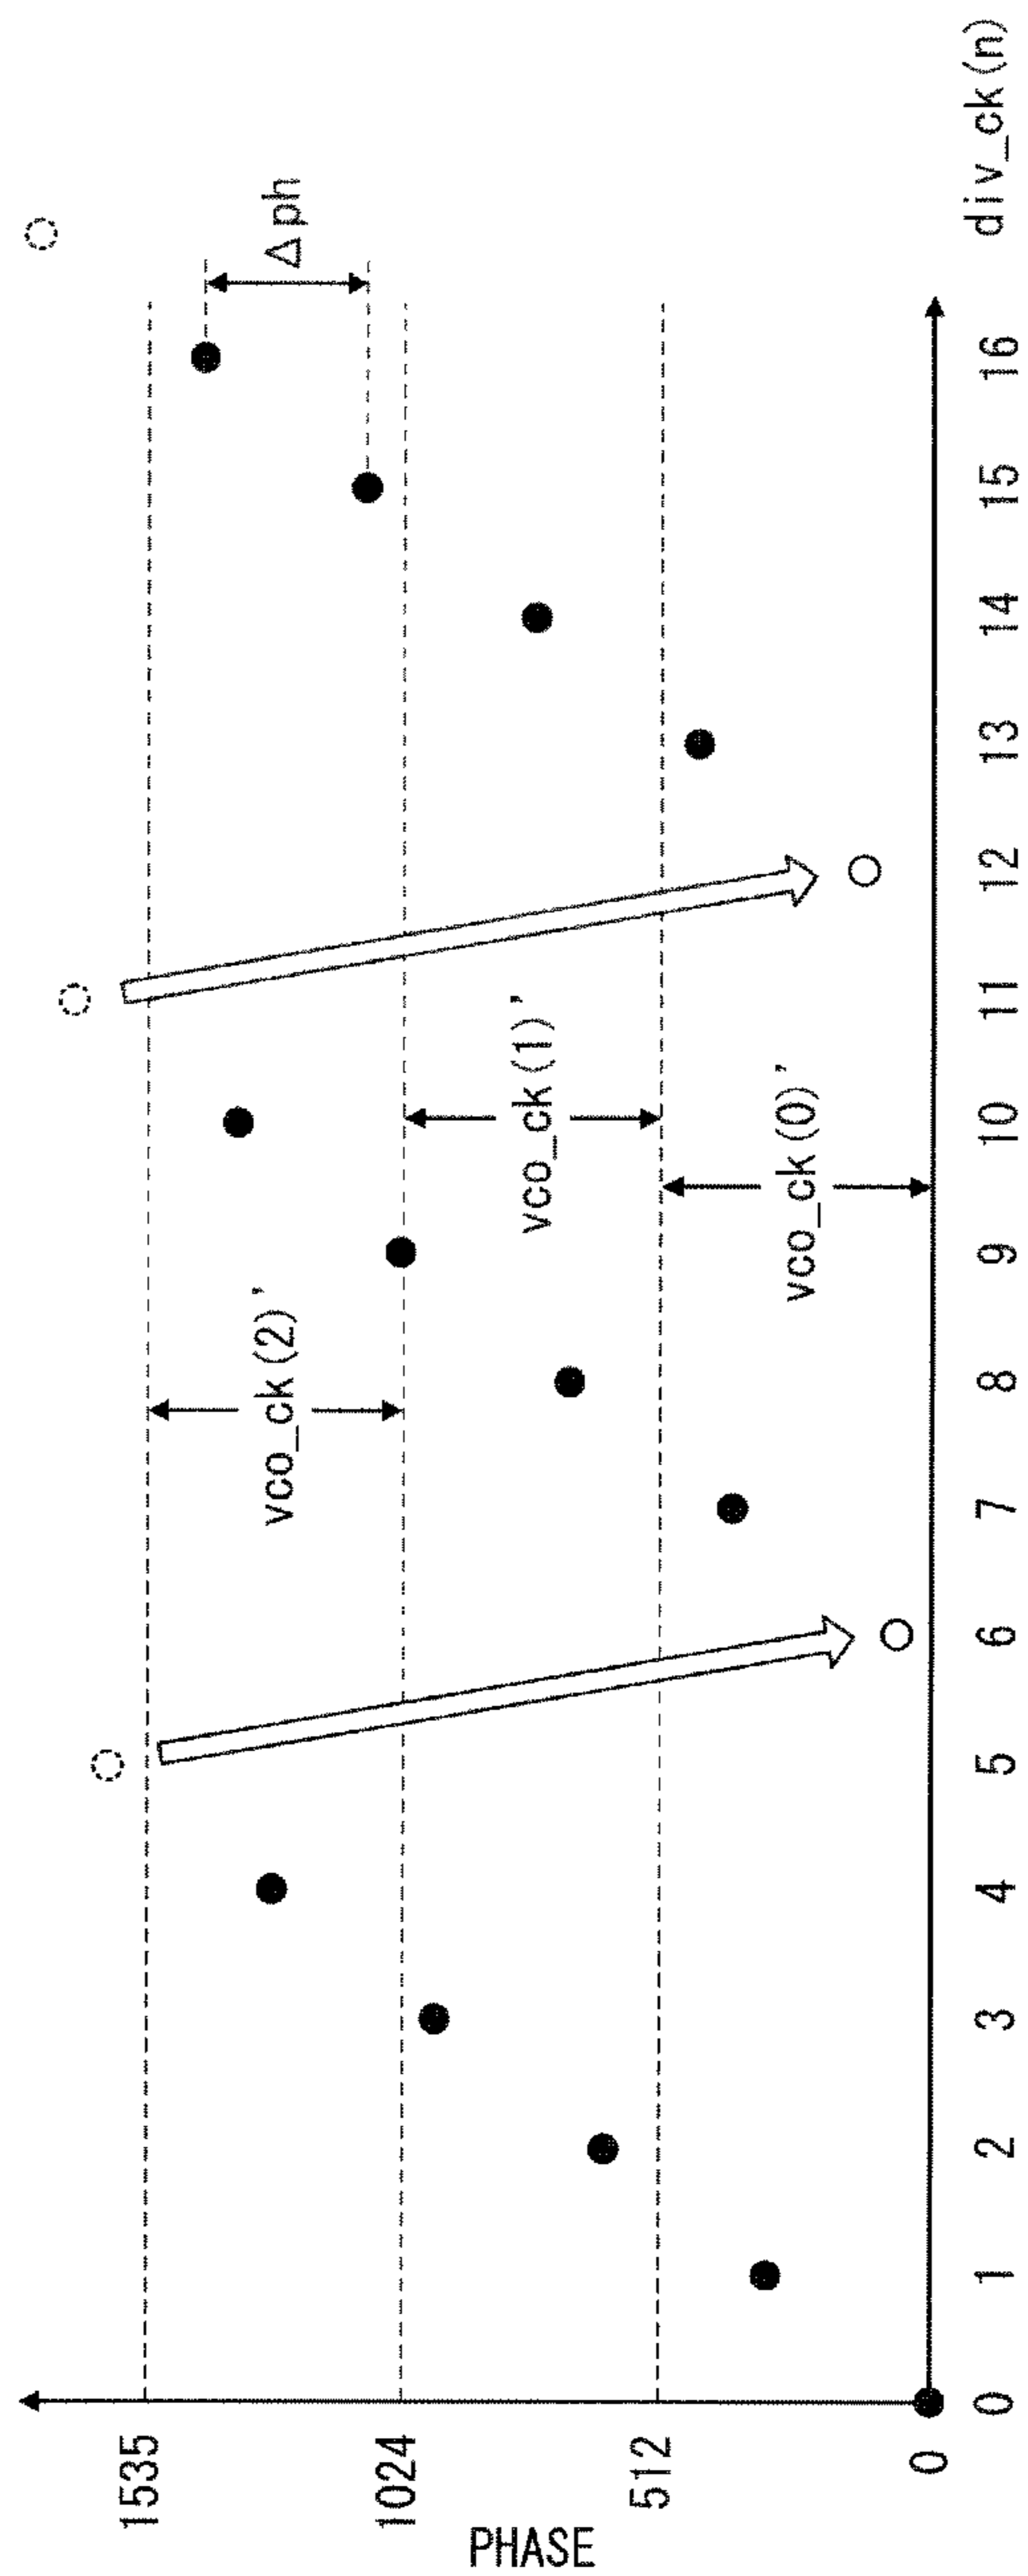 PHASE
1535
1024
512
0
vco_ck(2)'
vco_ck(1)'
vco_ck(0)'
Δph
0 1 2 3 4 5 6 7 8 9 10 11 12 13 14 15 16
div_ck(n)